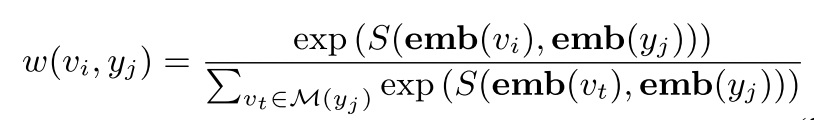 w(v_i, y_j) = \frac{\exp(S(\mathbf{emb}(v_i), \mathbf{emb}(y_j)))}{\sum_{v_t \in \mathcal{M}(y_j)} \exp(S(\mathbf{emb}(v_t), \mathbf{emb}(y_j)))}